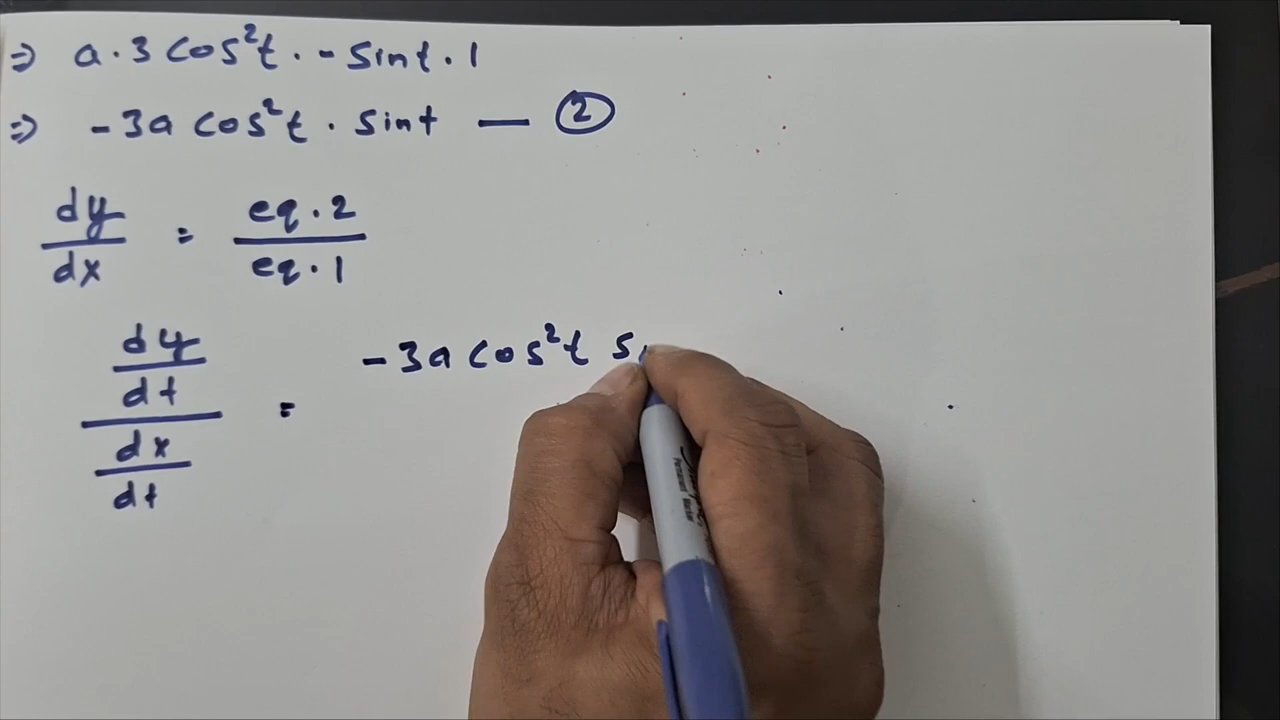 ⇒ a · 3 cos²t · - sint · 1
⇒ -3a cos²t · sint — ②
dy/dx = eq·2/eq·1
dy/dt / dx/dt = -3a cos²t s